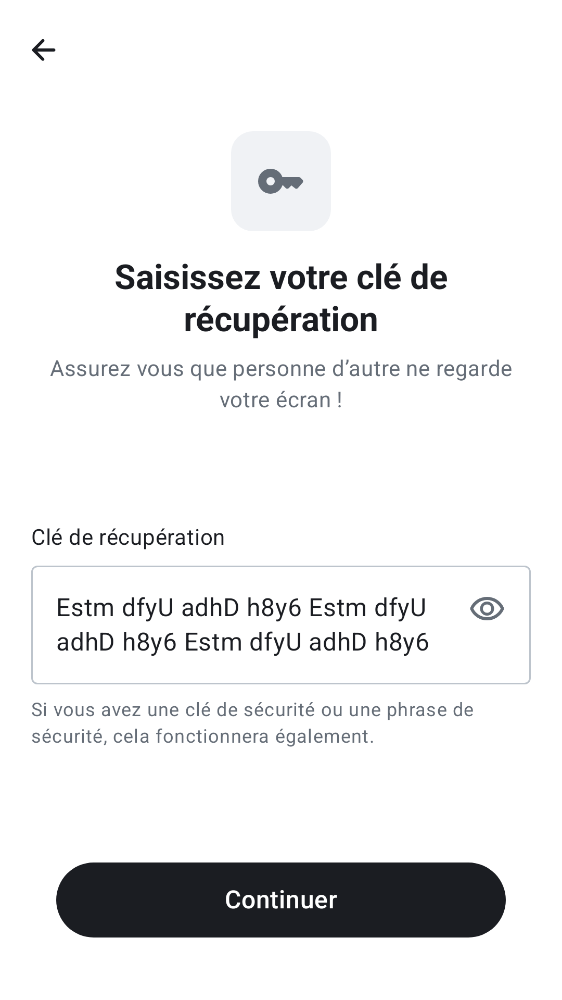 Saisissez votre clé de
récupération
Assurez vous que personne d’autre ne regarde
votre écran !
Clé de récupération
Estm dfyU adhD h8y6 Estm dfyU
adhD h8y6 Estm dfyU adhD h8y6
Si vous avez une clé de sécurité ou une phrase de
sécurité, cela fonctionnera également.
Continuer